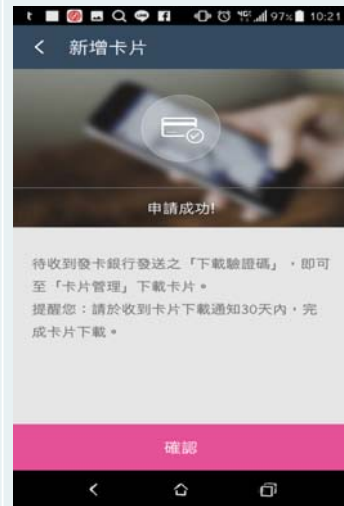 97% 10:21
新增卡片
申請成功!
待收到發卡銀行發送之「下載驗證碼」，即可
至「卡片管理」下載卡片。
提醒您：請於收到卡片下載通知30天內，完
成卡片下載。
確認